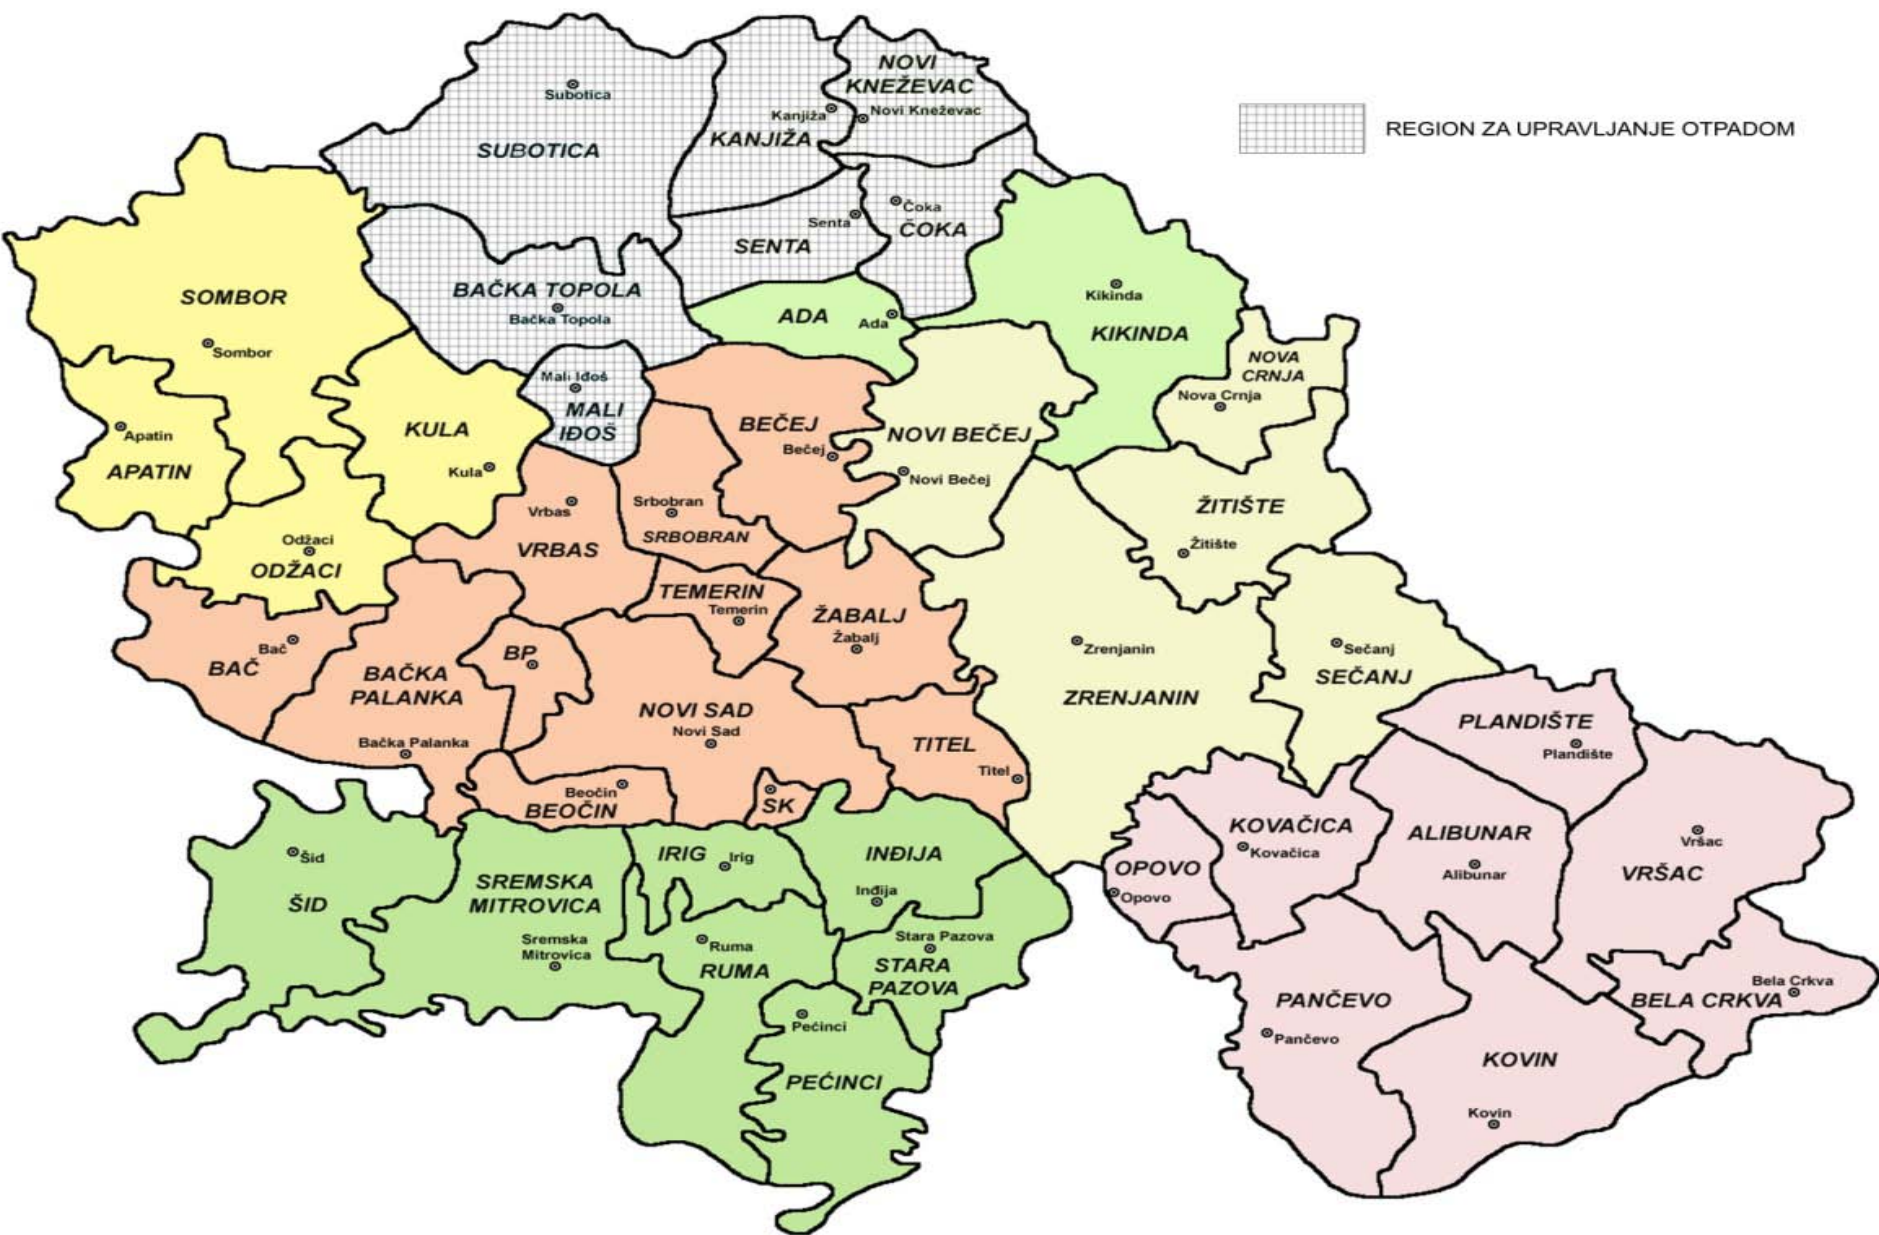 NOVI
KNEŽEVAC
Novi Kneževac
Subotica
SUBOTICA
Kanjiža
KANJIŽA
REGION ZA UPRAVLJANJE OTPADOM
Čoka
ČOKA
Senta
SENTA
SOMBOR
Sombor
BAČKA TOPOLA
Bačka Topola
ADA
Ada
Kikinda
KIKINDA
NOVA
CRNJA
Nova Crnja
Mali Iđoš
MALI
IĐOŠ
Apatin
APATIN
KULA
Kula
BEČEJ
Bečej
NOVI BEČEJ
Novi Bečej
Vrbas
VRBAS
Srbobran
SRBOBRAN
ŽITIŠTE
Žitište
Odžaci
ODŽACI
TEMERIN
Temerin
ŽABALJ
Žabalj
Zrenjanin
ZRENJANIN
Sečanj
SEČANJ
Bač
BAČ
BAČKA
PALANKA
Bačka Palanka
BP
NOVI SAD
Novi Sad
TITEL
Titel
PLANDIŠTE
Plandište
Beočin
BEOČIN
SK
Šid
ŠID
SREMSKA
MITROVICA
Sremska
Mitrovica
IRIG
Irig
INĐIJA
Inđija
OPOVO
Opovo
KOVAČICA
Kovačica
ALIBUNAR
Alibunar
Vršac
VRŠAC
Ruma
RUMA
Stara Pazova
STARA
PAZOVA
Pećinci
PEĆINCI
PANČEVO
Pančevo
Bela Crkva
BELA CRKVA
KOVIN
Kovin